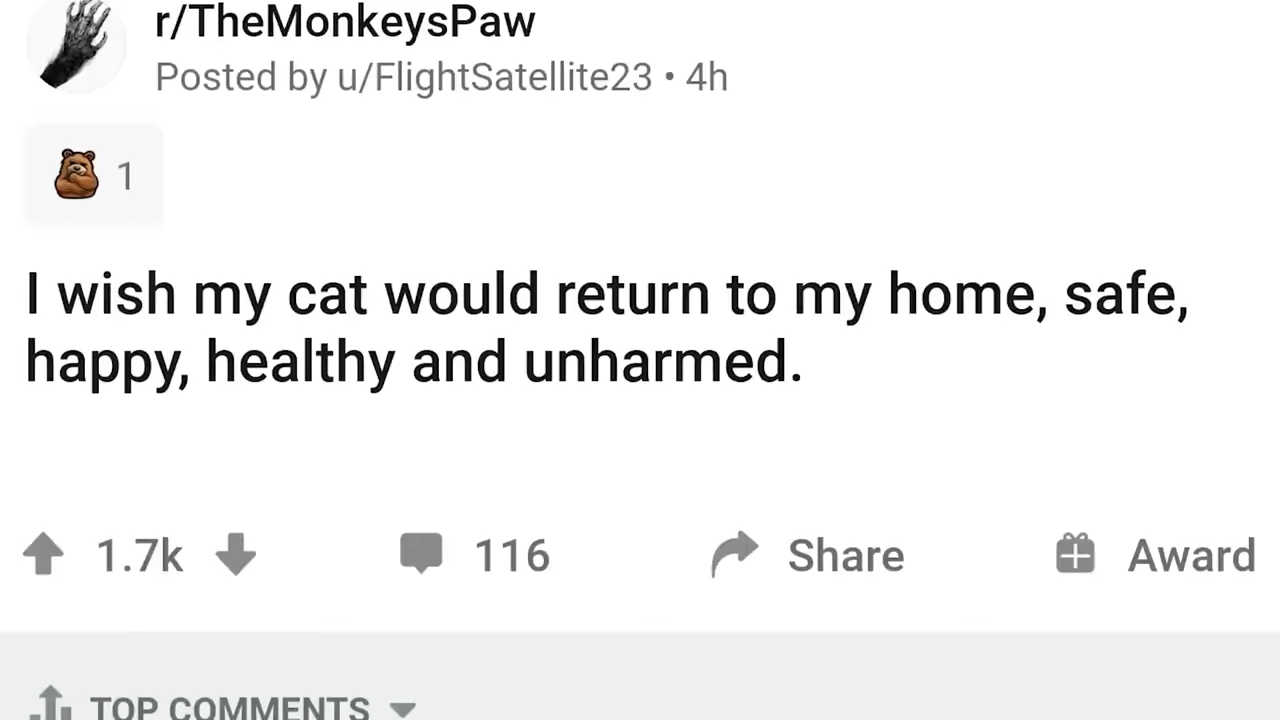 r/TheMonkeysPaw
Posted by u/FlightSatellite23 • 4h
1
I wish my cat would return to my home, safe,
happy, healthy and unharmed.
1.7k 116 Share Award
TOP COMMENTS